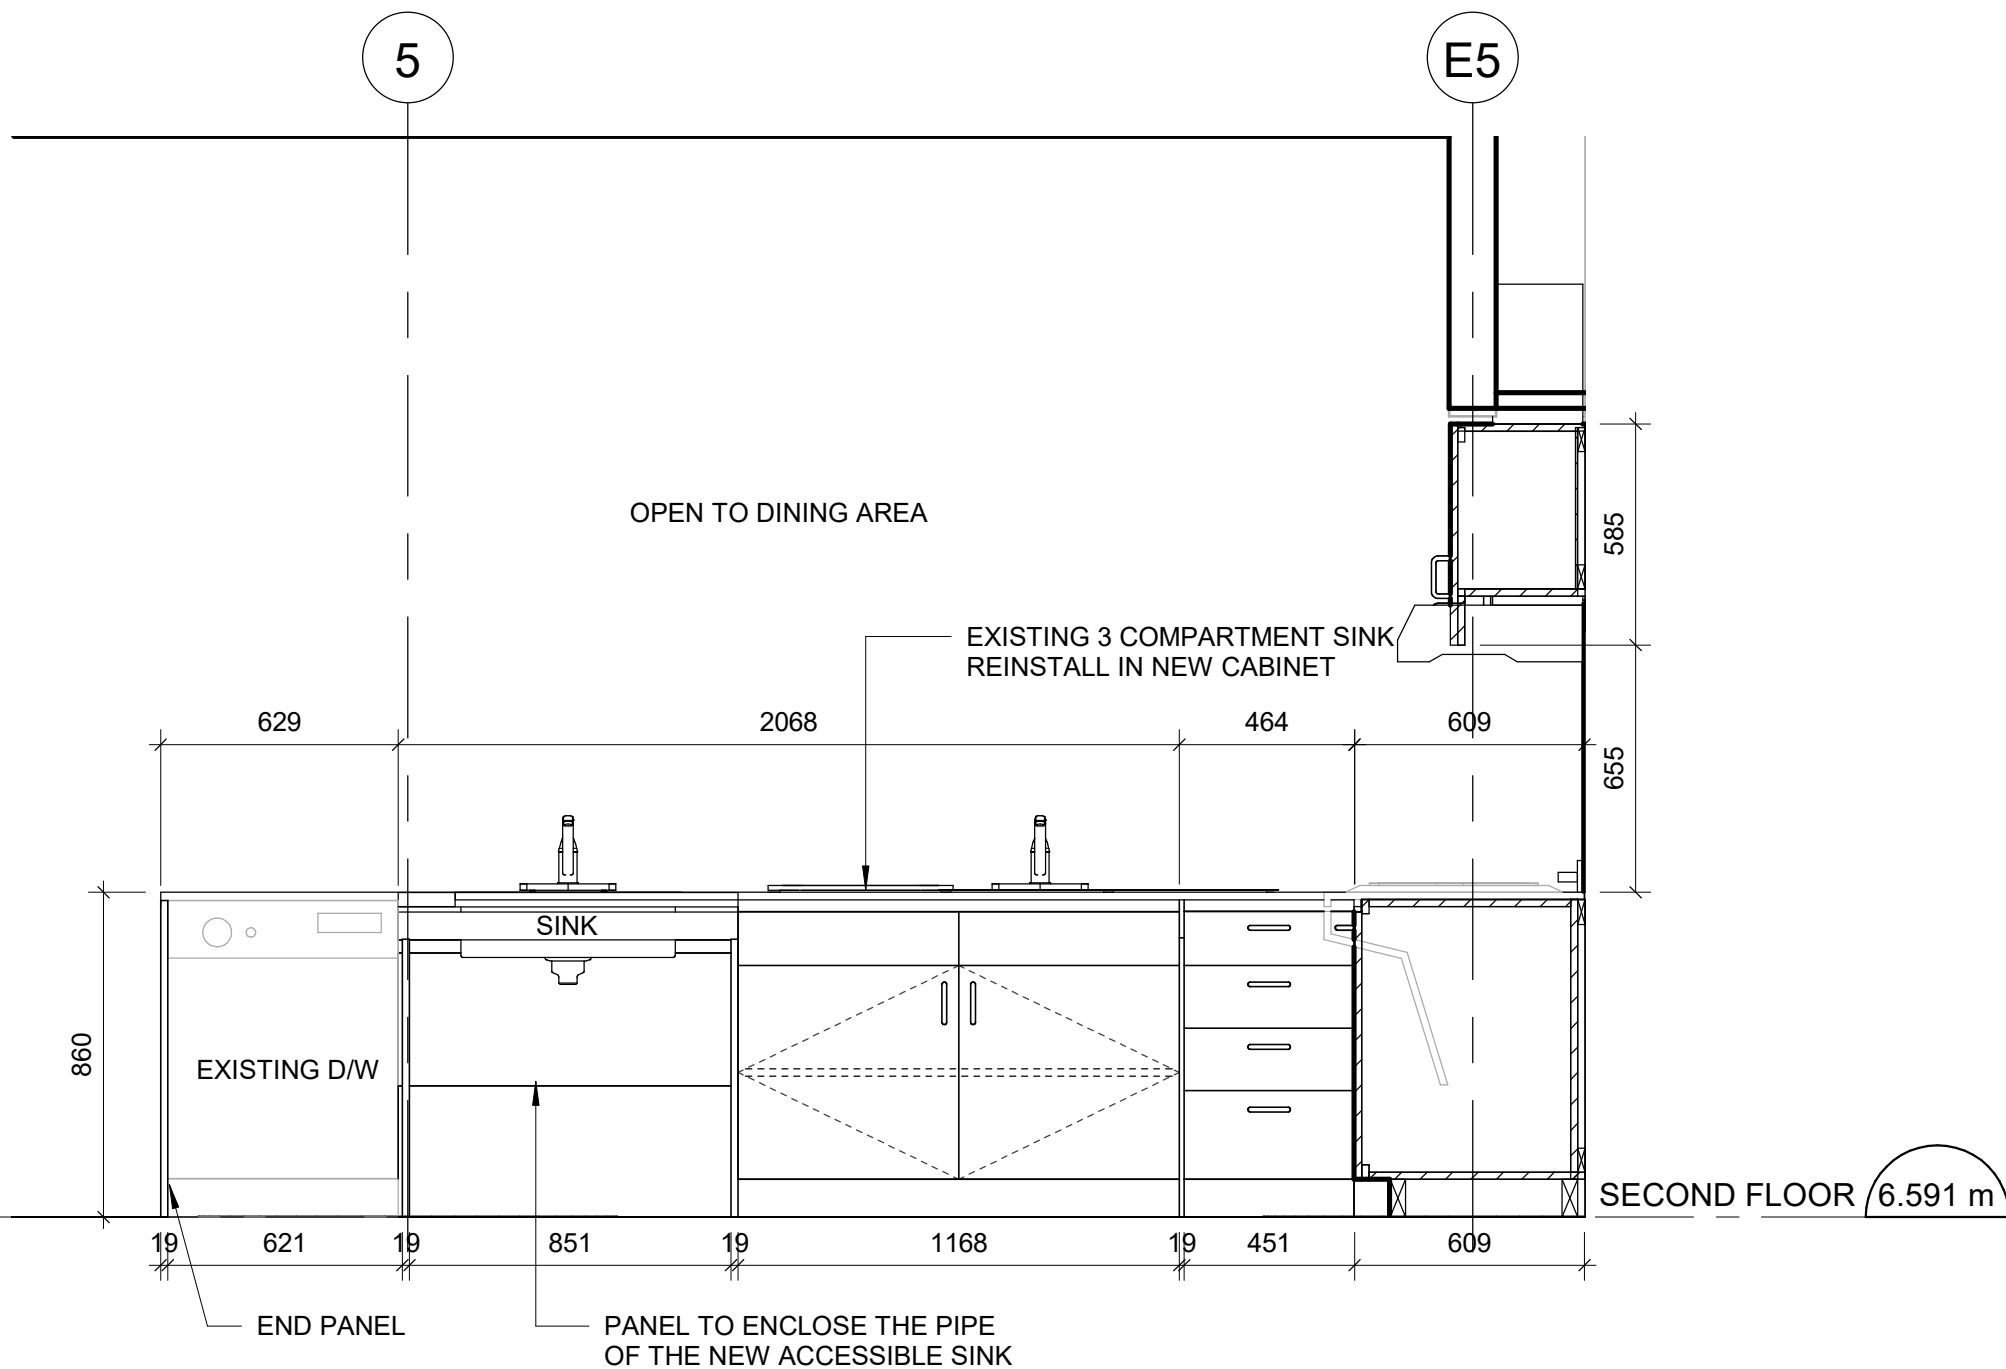 5
E5
OPEN TO DINING AREA
585
EXISTING 3 COMPARTMENT SINK
REINSTALL IN NEW CABINET
629
2068
464
609
655
SINK
860
EXISTING D/W
SECOND FLOOR
6.591 m
19
621
19
851
19
1168
19
451
609
END PANEL
PANEL TO ENCLOSE THE PIPE
OF THE NEW ACCESSIBLE SINK